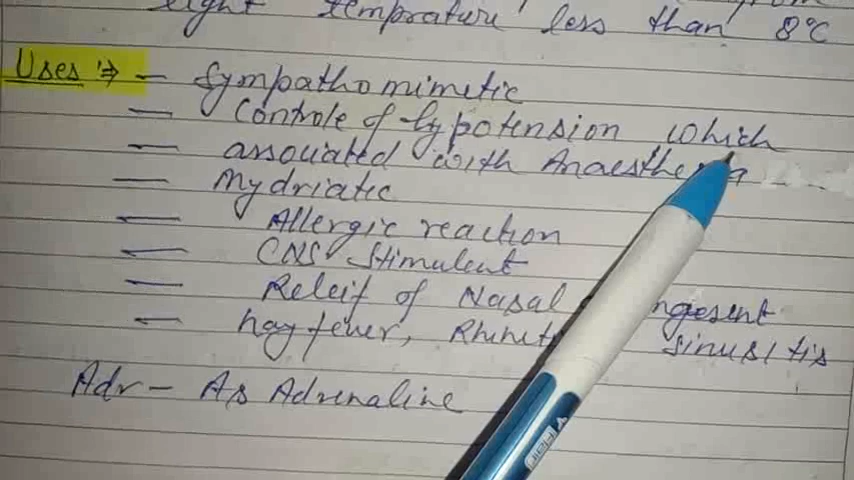 light temprature less than 8°C
Uses ⇒ — Sympathomimetic
— Controle of hypotension which
— associated with Anaesthe a
— Mydriatic
— Allergic reaction
— CNS Stimulent
— Releif of Nasal ngesent
— hay fever, Rhinit sinusitis
Adr — As Adrenaline
Flair